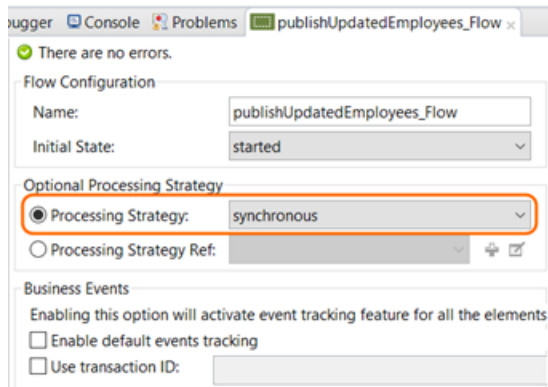 ugger Console Problems publishUpdatedEmployees_Flow
There are no errors.
Flow Configuration
Name: publishUpdatedEmployees_Flow
Initial State: started
Optional Processing Strategy
Processing Strategy: synchronous
Processing Strategy Ref:
Business Events
Enabling this option will activate event tracking feature for all the elements
Enable default events tracking
Use transaction ID: